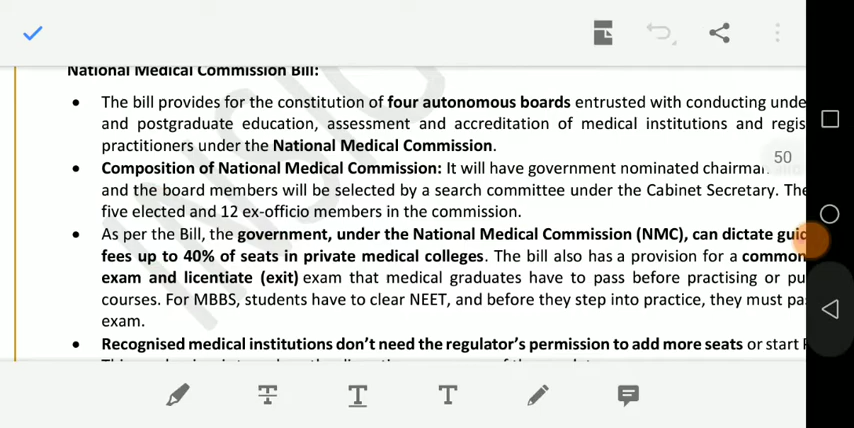 National Medical Commission Bill:
• The bill provides for the constitution of four autonomous boards entrusted with conducting unde
and postgraduate education, assessment and accreditation of medical institutions and regis
practitioners under the National Medical Commission.
50
• Composition of National Medical Commission: It will have government nominated chairman
and the board members will be selected by a search committee under the Cabinet Secretary. The
five elected and 12 ex-officio members in the commission.
• As per the Bill, the government, under the National Medical Commission (NMC), can dictate guid
fees up to 40% of seats in private medical colleges. The bill also has a provision for a common
exam and licentiate (exit) exam that medical graduates have to pass before practising or pu
courses. For MBBS, students have to clear NEET, and before they step into practice, they must pa
exam.
• Recognised medical institutions don't need the regulator's permission to add more seats or start P